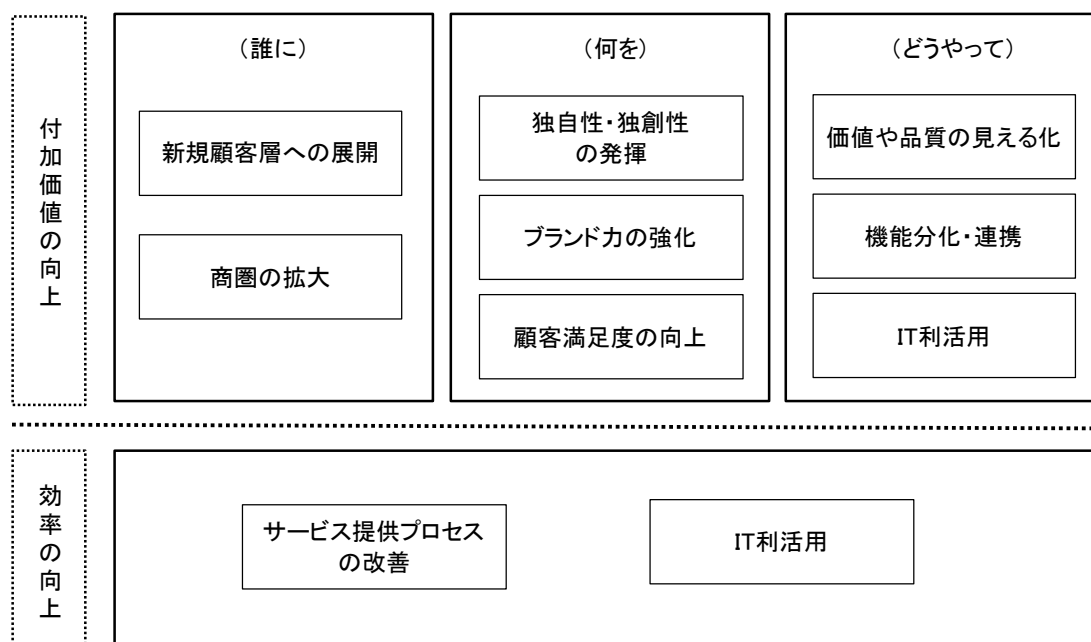 付加価値の向上
(誰に)
新規顧客層への展開
商圏の拡大
(何を)
独自性・独創性
の発揮
ブランド力の強化
顧客満足度の向上
(どうやって)
価値や品質の見える化
機能分化・連携
IT利活用
効率の向上
サービス提供プロセス
の改善
IT利活用